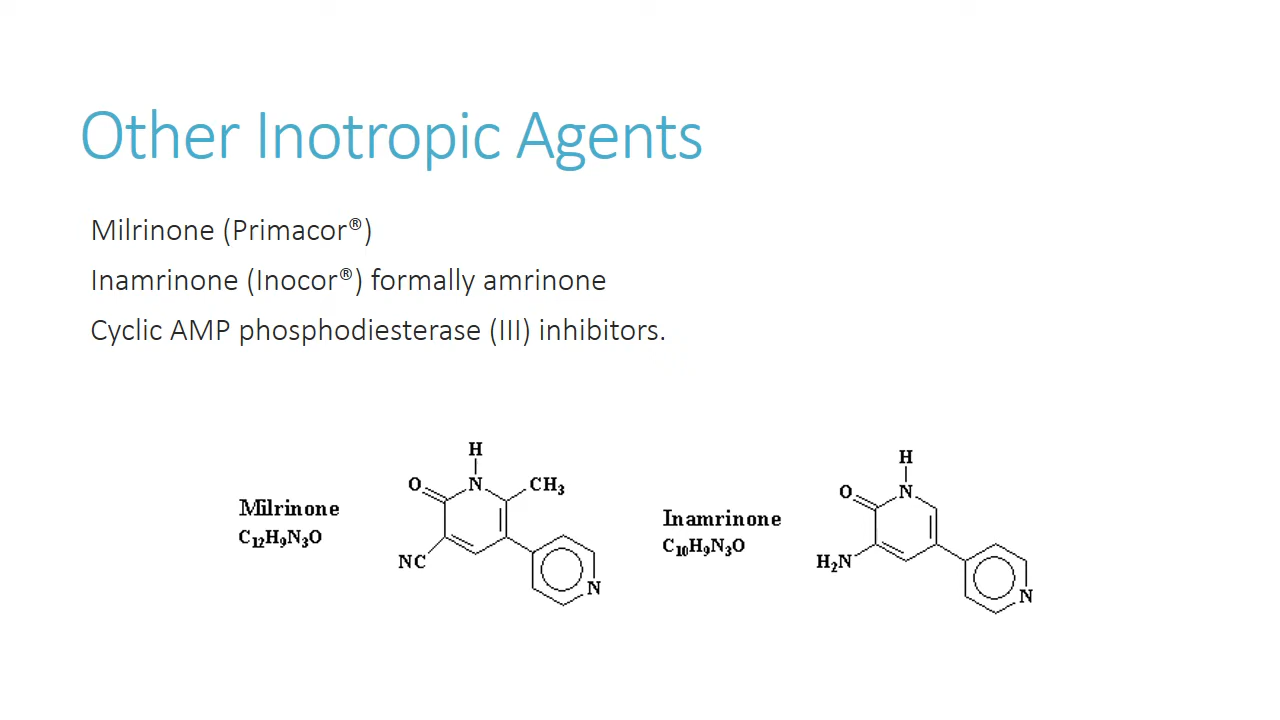 Other Inotropic Agents
Milrinone (Primacor®)
Inamrinone (Inocor®) formally amrinone
Cyclic AMP phosphodiesterase (III) inhibitors.
Milrinone
C₁₂H₉N₃O
H
O
N
CH₃
NC
N
Inamrinone
C₁₀H₉N₃O
H
O
N
H₂N
N